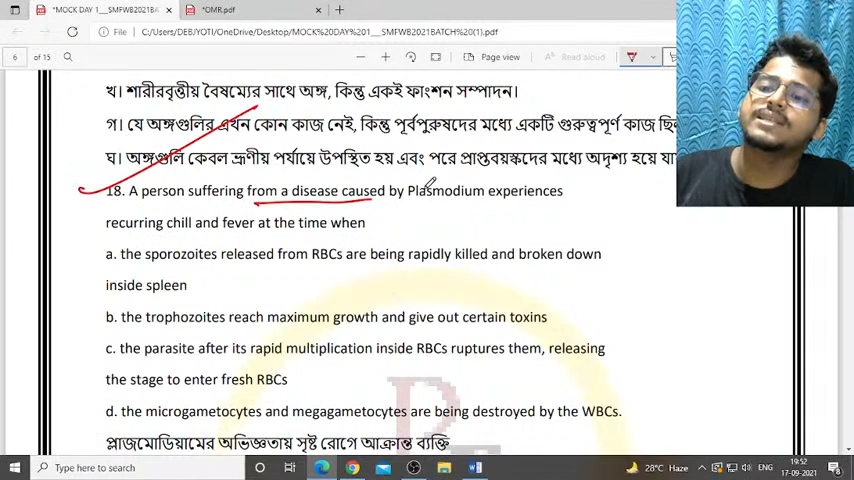 *MOCK DAY 1___SMFWB2021BATCH
*OMR.pdf
File
C:/Users/DEBJYOTI/OneDrive/Desktop/MOCK%20DAY%201___SMFWB2021BATCH%20(1).pdf
6 of 15
Page view
Read aloud
খ। শারীরবৃত্তীয় বৈষম্যের সাথে অঙ্গ, কিন্তু একই ফাংশন সম্পাদন।
গ। যে অঙ্গগুলির এখন কোন কাজ নেই, কিন্তু পূর্বপুরুষদের মধ্যে একটি গুরুত্বপূর্ণ কাজ
ঘ। অঙ্গগুলি কেবল ভ্রূণীয় পর্যায়ে উপস্থিত হয় এবং পরে প্রাপ্তবয়স্কদের মধ্যে অদৃশ্য হয়ে
18. A person suffering from a disease caused by Plasmodium experiences
recurring chill and fever at the time when
a. the sporozoites released from RBCs are being rapidly killed and broken down
inside spleen
b. the trophozoites reach maximum growth and give out certain toxins
c. the parasite after its rapid multiplication inside RBCs ruptures them, releasing
the stage to enter fresh RBCs
d. the microgametocytes and megagametocytes are being destroyed by the WBCs.
প্লাজমোডিয়ামের অভিজ্ঞতায় সৃষ্ট রোগে আক্রান্ত ব্যক্তি
Type here to search
28°C Haze
ENG
19:52
17-09-2021